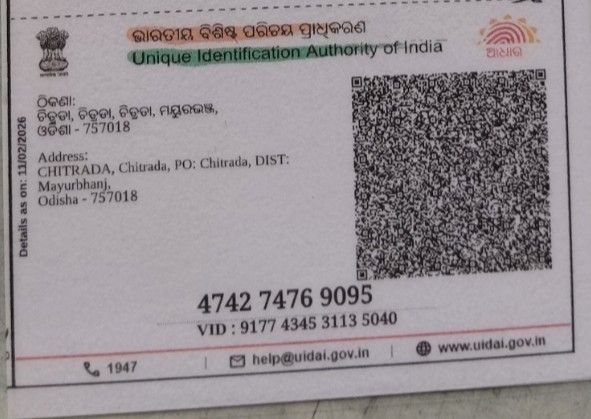 ଭାରତୀୟ ବିଶିଷ୍ଟ ପରିଚୟ ପ୍ରାଧିକରଣ
Unique Identification Authority of India
ଆଧାର
Details as on: 11/02/2026
ଠିକଣା:
ଚିତ୍ରଡା, ଚିତ୍ରଡା, ଚିତ୍ରଡା, ମୟୂରଭଞ୍ଜ,
ଓଡିଶା - 757018
Address:
CHITRADA, Chitrada, PO: Chitrada, DIST:
Mayurbhanj,
Odisha - 757018
4742 7476 9095
VID : 9177 4345 3113 5040
1947
help@uidai.gov.in
www.uidai.gov.in